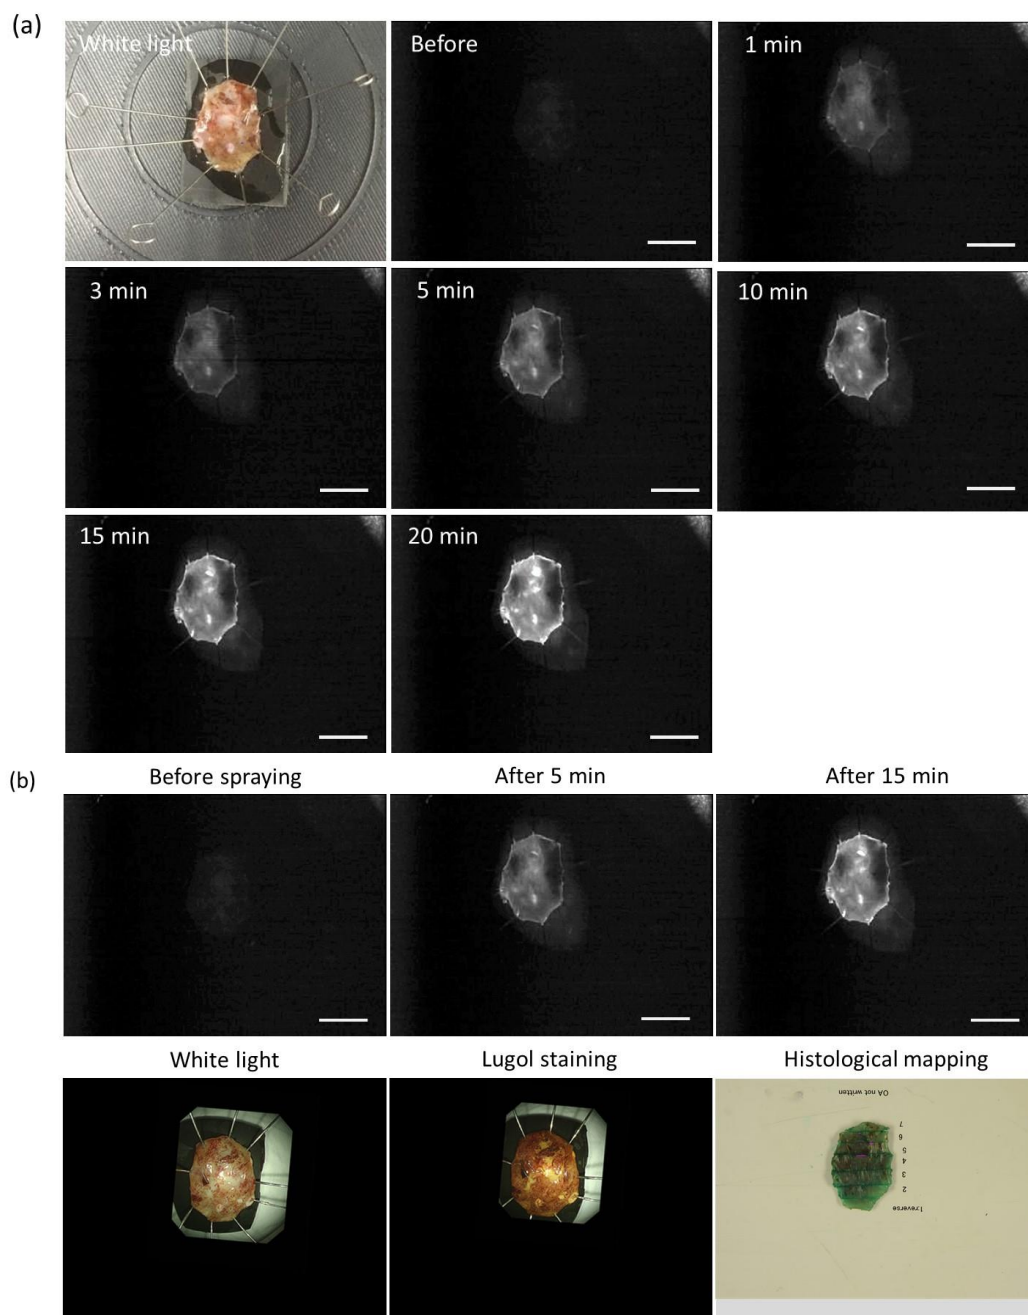 (a)
White light
Before
1 min
3 min
5 min
10 min
15 min
20 min
(b)
Before spraying
After 5 min
After 15 min
White light
Lugol staining
Histological mapping
OA not written
7
6
5
4
3
2
1:reverse